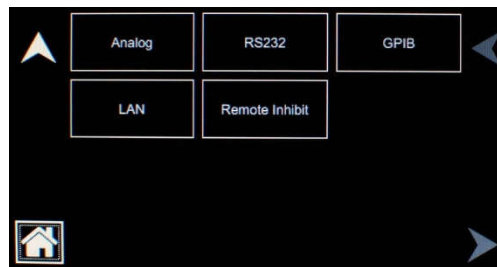 Analog
RS232
GPIB
LAN
Remote Inhibit